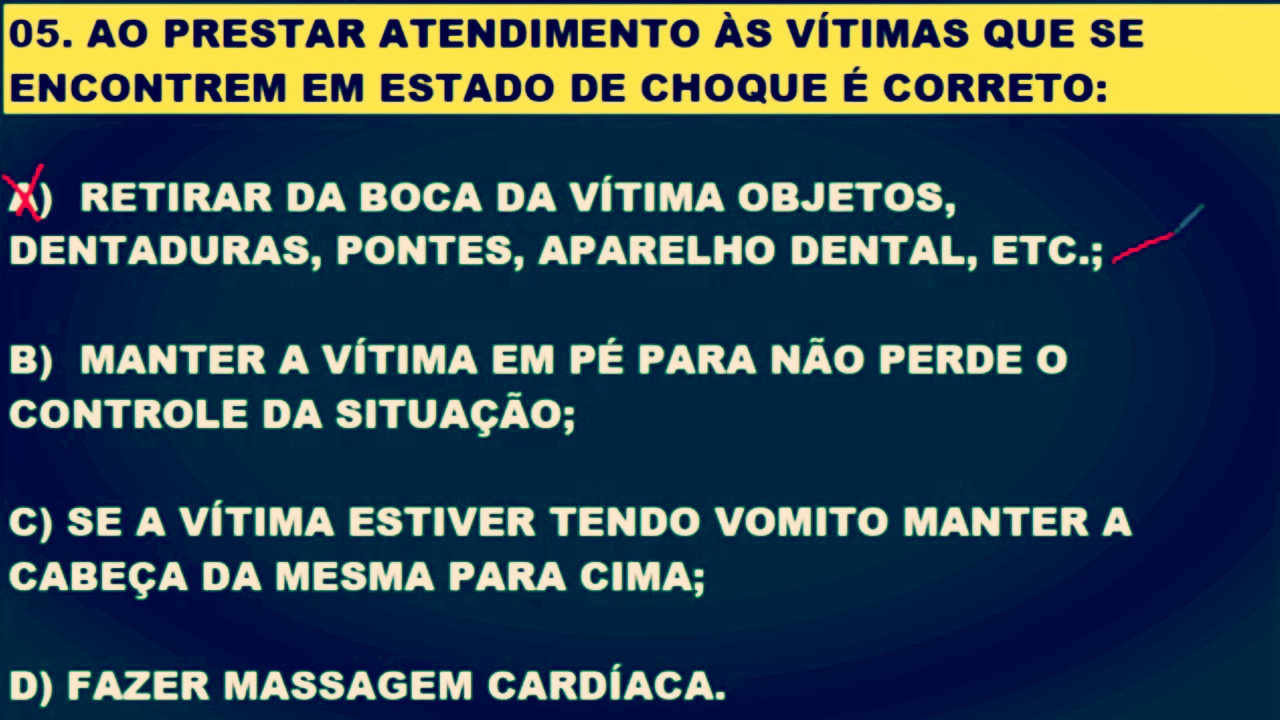 05. AO PRESTAR ATENDIMENTO ÀS VÍTIMAS QUE SE
ENCONTREM EM ESTADO DE CHOQUE É CORRETO:
A) RETIRAR DA BOCA DA VÍTIMA OBJETOS,
DENTADURAS, PONTES, APARELHO DENTAL, ETC.;
B) MANTER A VÍTIMA EM PÉ PARA NÃO PERDE O
CONTROLE DA SITUAÇÃO;
C) SE A VÍTIMA ESTIVER TENDO VOMITO MANTER A
CABEÇA DA MESMA PARA CIMA;
D) FAZER MASSAGEM CARDÍACA.